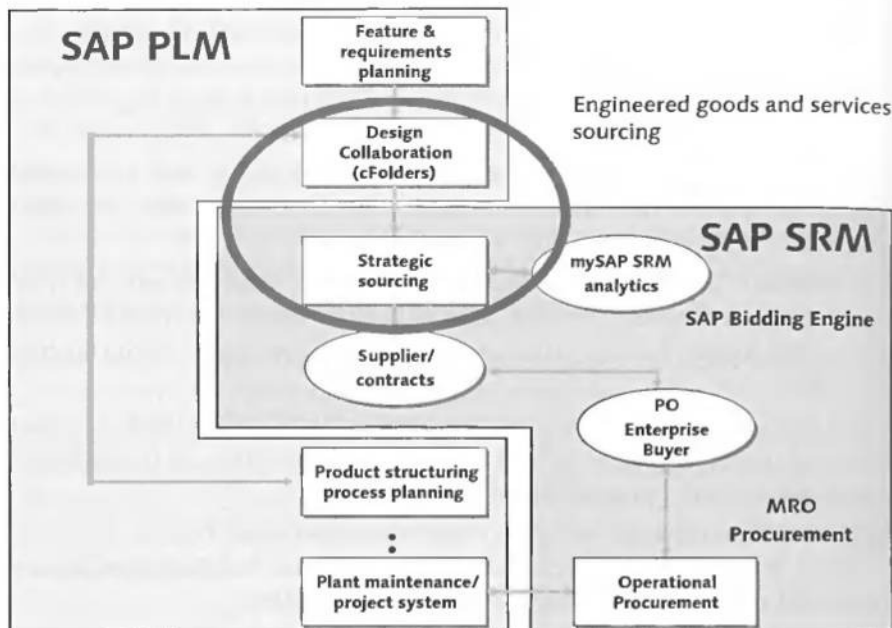 SAP PLM
Feature &
requirements
planning
Engineered goods and services
sourcing
Design
Collaboration
(cFolders)
SAP SRM
Strategic
sourcing
mySAP SRM
analytics
SAP Bidding Engine
Supplier/
contracts
PO
Enterprise
Buyer
Product structuring
process planning
MRO
Procurement
Plant maintenance/
project system
Operational
Procurement